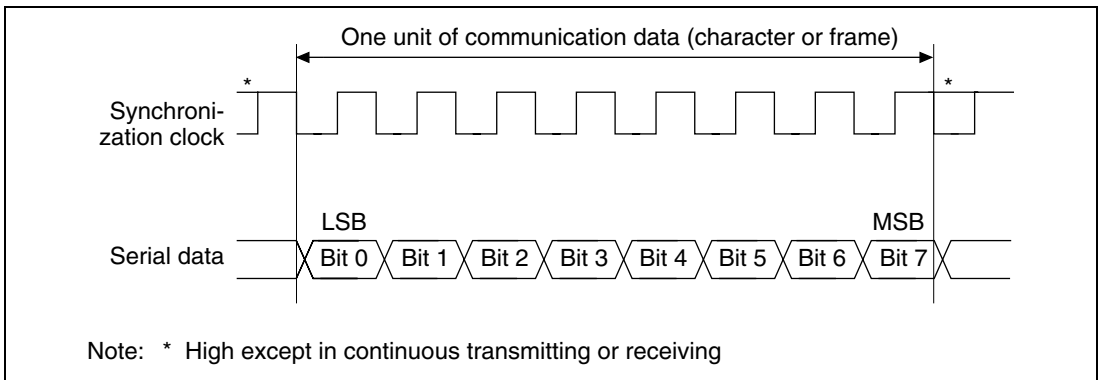 One unit of communication data (character or frame)
*
*
Synchroni-
zation clock
LSB
MSB
Serial data
Bit 0 Bit 1 Bit 2 Bit 3 Bit 4 Bit 5 Bit 6 Bit 7
Note: * High except in continuous transmitting or receiving